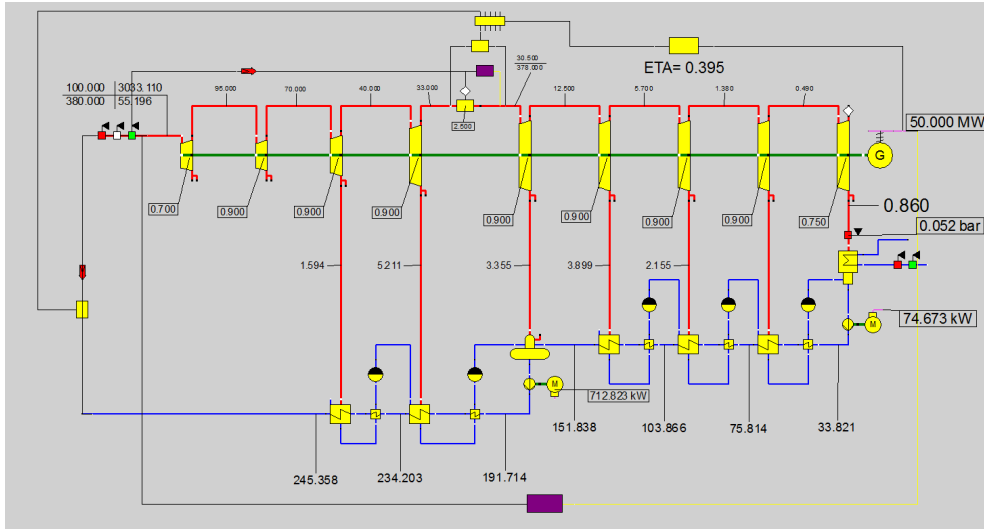 ETA= 0.395
30.500
378.000
100.000 3033.110
380.000 55.196
95.000 70.000 40.000 33.000 12.500 5.700 1.380 0.490
2.500
50.000 MW
G
0.700 0.900 0.900 0.900 0.900 0.900 0.900 0.900 0.750
0.860
0.052 bar
1.594 5.211 3.355 3.899 2.155
74.673 kW
M
M
712.823 kW
151.838 103.866 75.814 33.821
245.358 234.203 191.714